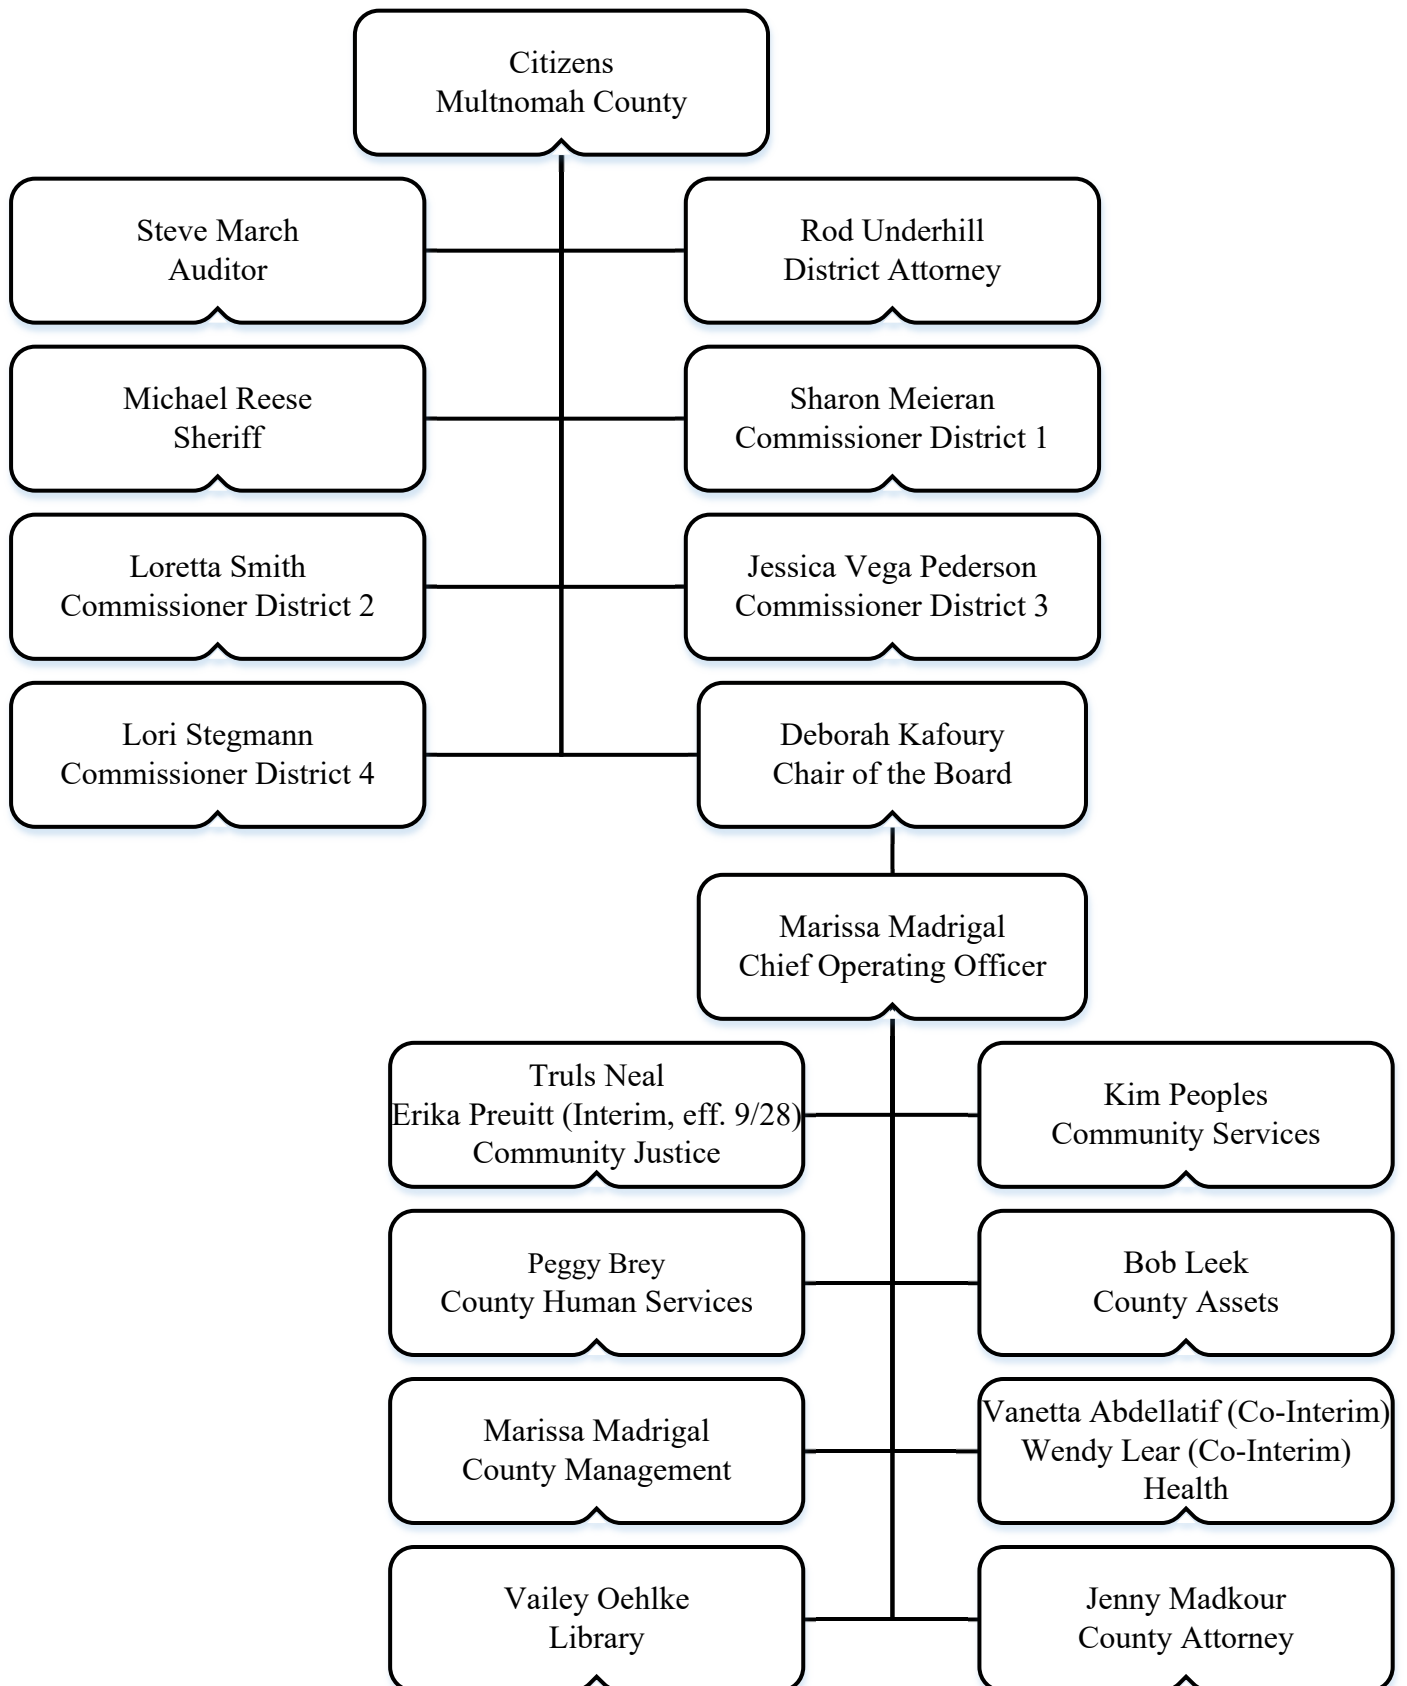 Citizens
Multnomah County
Steve March
Auditor
Rod Underhill
District Attorney
Michael Reese
Sheriff
Sharon Meieran
Commissioner District 1
Loretta Smith
Commissioner District 2
Jessica Vega Pederson
Commissioner District 3
Lori Stegmann
Commissioner District 4
Deborah Kafoury
Chair of the Board
Marissa Madrigal
Chief Operating Officer
Truls Neal
Erika Preuitt (Interim, eff. 9/28)
Community Justice
Kim Peoples
Community Services
Peggy Brey
County Human Services
Bob Leek
County Assets
Marissa Madrigal
County Management
Vanetta Abdellatif (Co-Interim)
Wendy Lear (Co-Interim)
Health
Vailey Oehlke
Library
Jenny Madkour
County Attorney